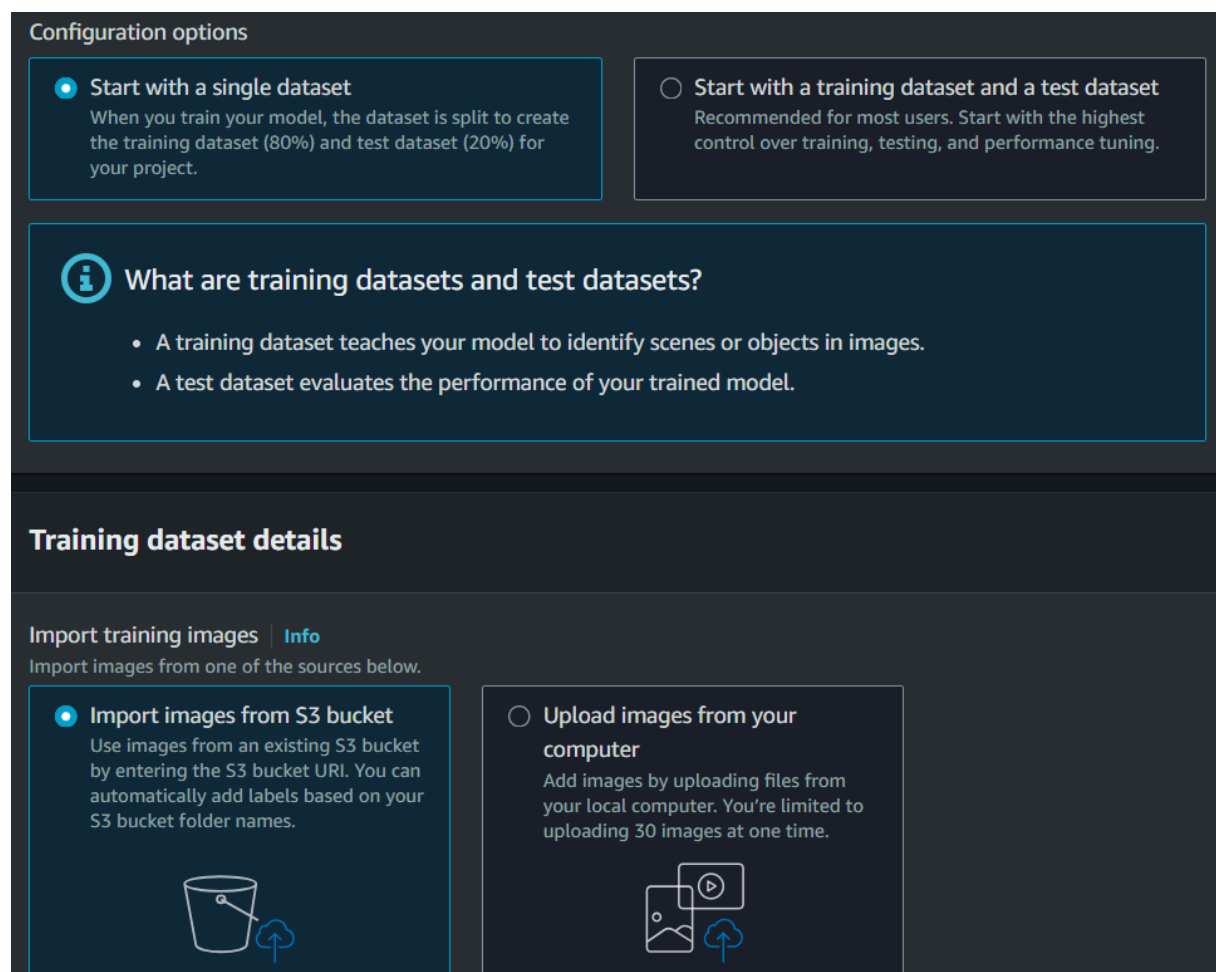 Configuration options
Start with a single dataset
When you train your model, the dataset is split to create
the training dataset (80%) and test dataset (20%) for
your project.
Start with a training dataset and a test dataset
Recommended for most users. Start with the highest
control over training, testing, and performance tuning.
What are training datasets and test datasets?
• A training dataset teaches your model to identify scenes or objects in images.
• A test dataset evaluates the performance of your trained model.
Training dataset details
Import training images | Info
Import images from one of the sources below.
Import images from S3 bucket
Use images from an existing S3 bucket
by entering the S3 bucket URI. You can
automatically add labels based on your
S3 bucket folder names.
Upload images from your
computer
Add images by uploading files from
your local computer. You're limited to
uploading 30 images at one time.